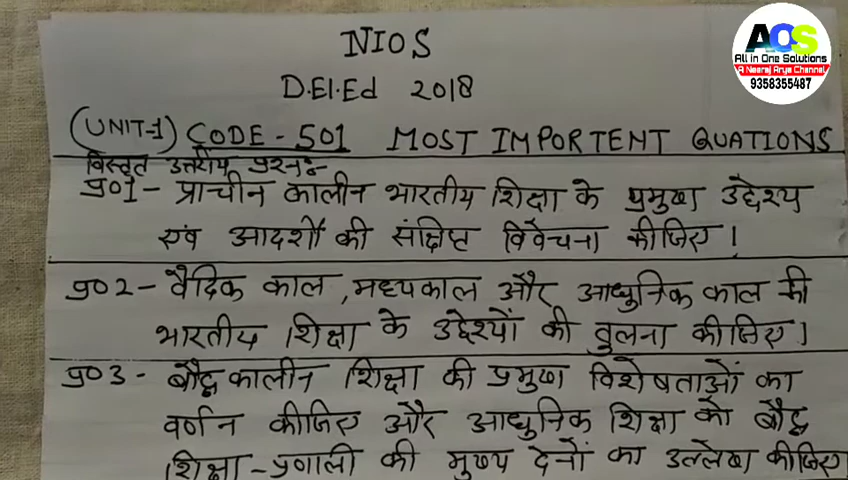 NIOS
D.El.Ed 2018
(UNIT-1) CODE - 501 MOST IMPORTENT QUATIONS
विस्तृत उत्तरीय प्रश्न:-
प्र01- प्राचीन कालीन भारतीय शिक्षा के प्रमुख उद्देश्य
एवं आदर्शों की संक्षिप्त विवेचना कीजिए।
प्र02- वैदिक काल, मध्यकाल और आधुनिक काल की
भारतीय शिक्षा के उद्देश्यों की तुलना कीजिए।
प्र03- बौद्ध कालीन शिक्षा की प्रमुख विशेषताओं का
वर्णन कीजिए और आधुनिक शिक्षा को बौद्ध
शिक्षा-प्रणाली की मुख्य देनों का उल्लेख कीजिए
AOS
All in One Solutions
A Neeraj Arya Channel
9358355487